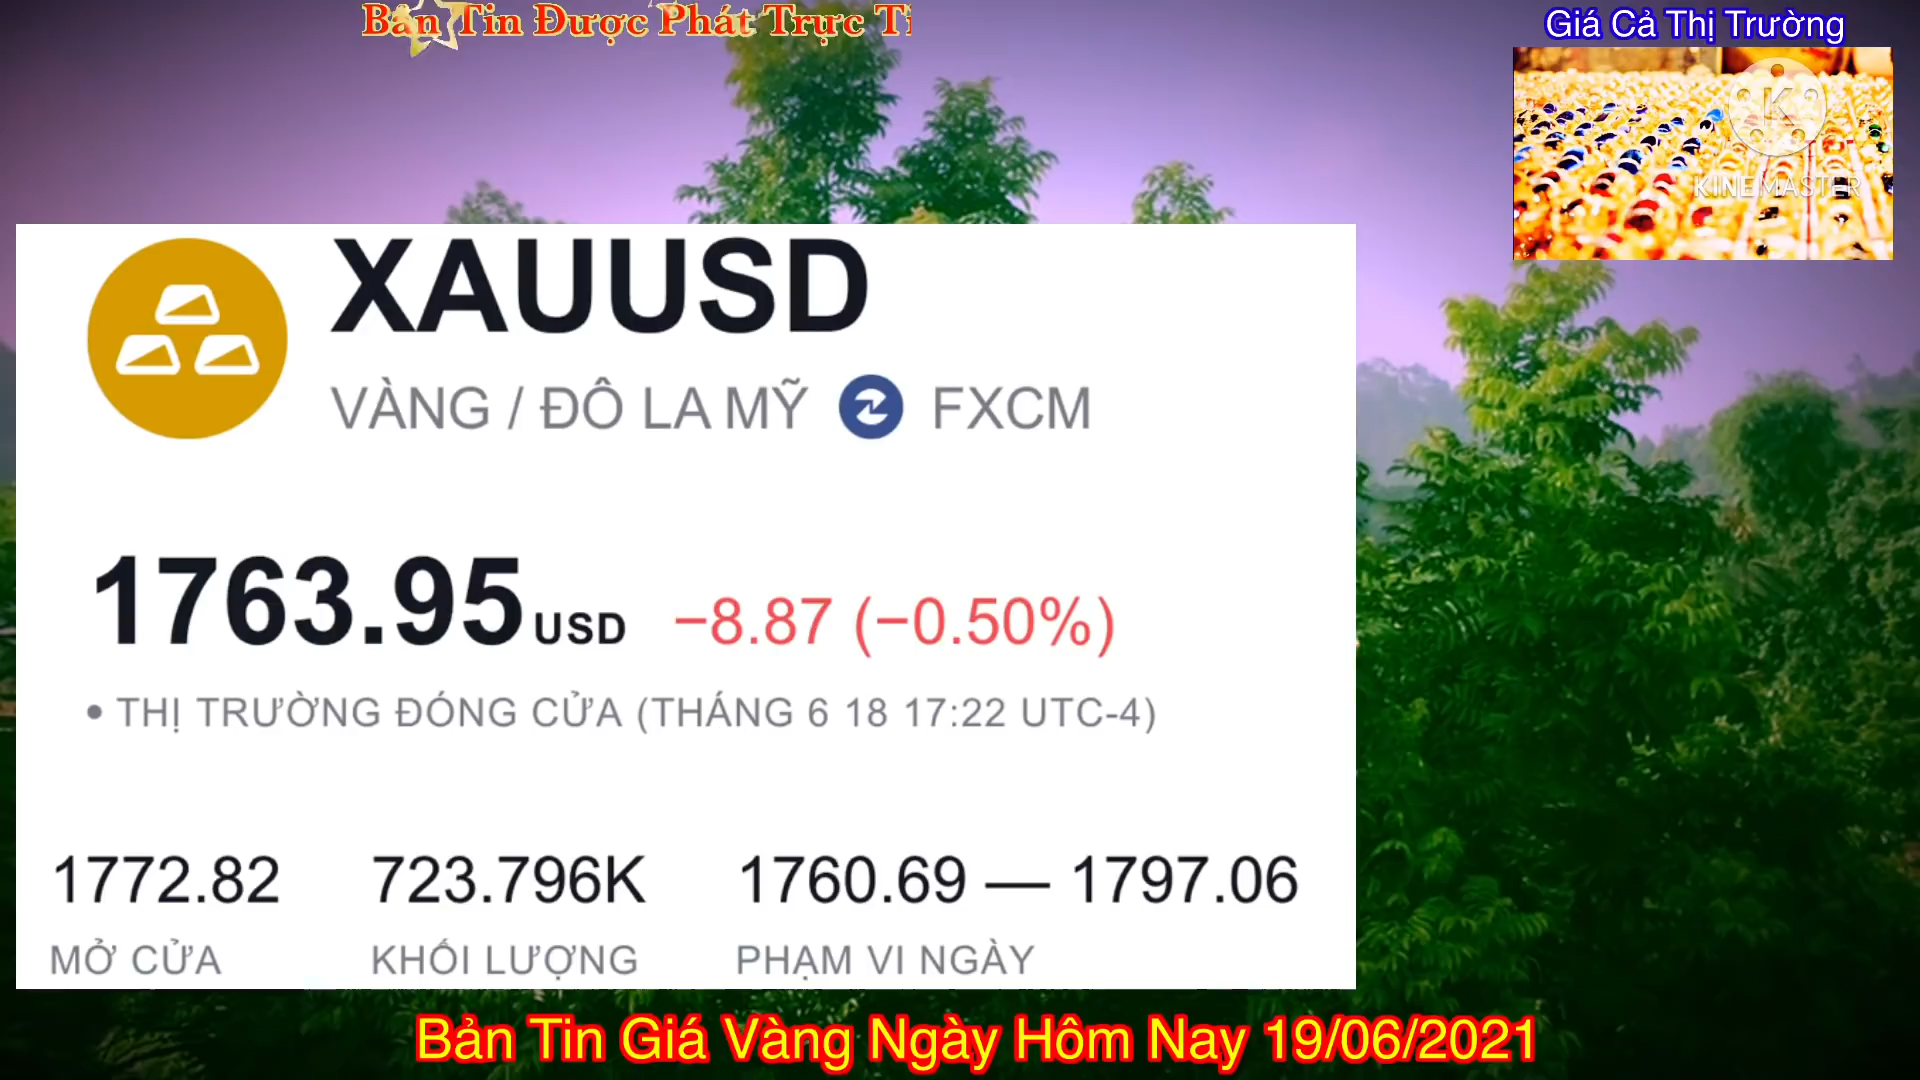 Bản Tin Được Phát Trực
Giá Cả Thị Trường
K
KINEMASTER
XAUUSD
VÀNG / ĐÔ LA MỸ FXCM
1763.95 USD −8.87 (−0.50%)
• THỊ TRƯỜNG ĐÓNG CỬA (THÁNG 6 18 17:22 UTC-4)
1772.82 723.796K 1760.69 — 1797.06
MỞ CỬA KHỐI LƯỢNG PHẠM VI NGÀY
Bản Tin Giá Vàng Ngày Hôm Nay 19/06/2021